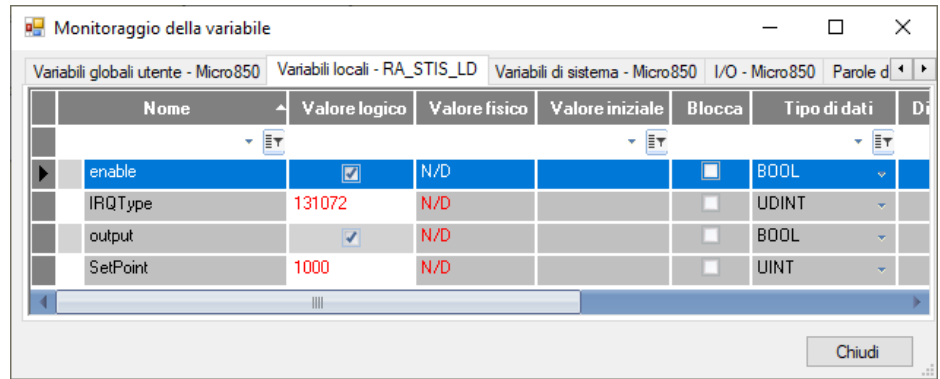 Monitoraggio della variabile
Variabili globali utente - Micro850 Variabili locali - RA_STIS_LD Variabili di sistema - Micro850 I/O - Micro850 Parole d
Nome Valore logico Valore fisico Valore iniziale Blocca Tipo di dati Di
enable N/D BOOL
IRQType 131072 N/D UDINT
output N/D BOOL
SetPoint 1000 N/D UINT
Chiudi